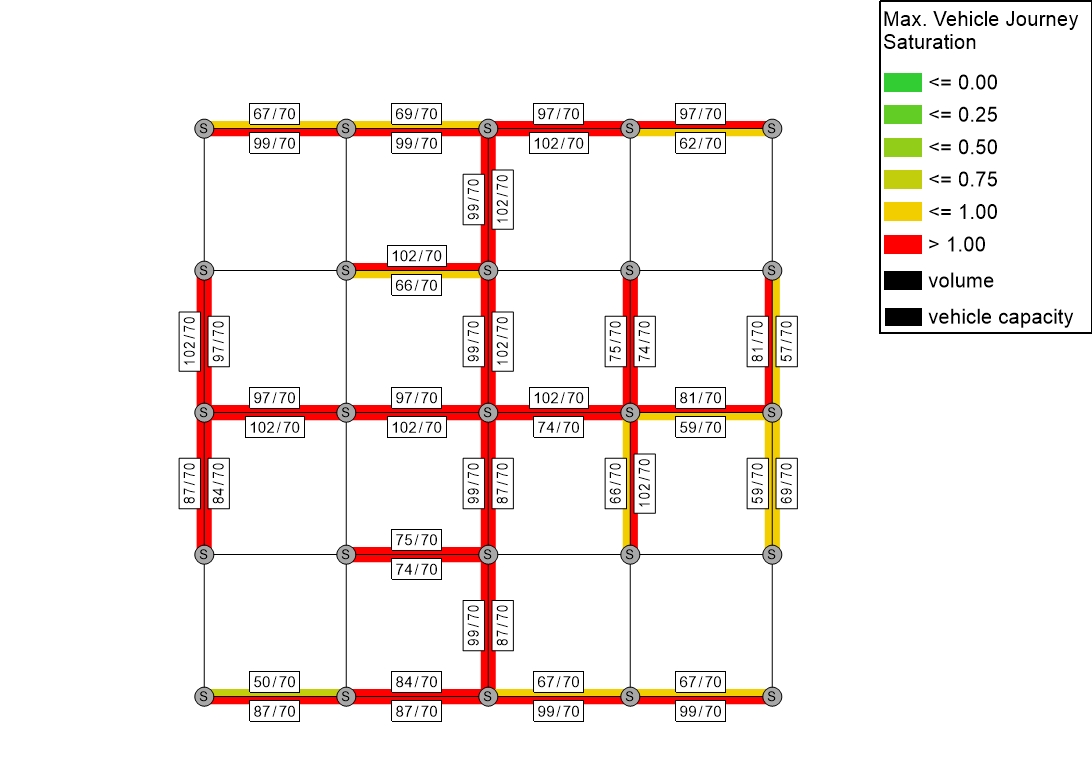 Max. Vehicle Journey
Saturation
<= 0.00
<= 0.25
<= 0.50
<= 0.75
<= 1.00
> 1.00
volume
vehicle capacity
67/70
69/70
97/70
97/70
S
S
S
S
S
99/70
99/70
102/70
62/70
99/70
102/70
102/70
S
S
S
S
S
66/70
102/70
97/70
99/70
102/70
75/70
74/70
81/70
57/70
97/70
97/70
102/70
81/70
S
S
S
S
S
102/70
102/70
74/70
59/70
87/70
84/70
99/70
87/70
66/70
102/70
59/70
69/70
75/70
S
S
S
S
S
74/70
99/70
87/70
50/70
84/70
67/70
67/70
S
S
S
S
S
87/70
87/70
99/70
99/70